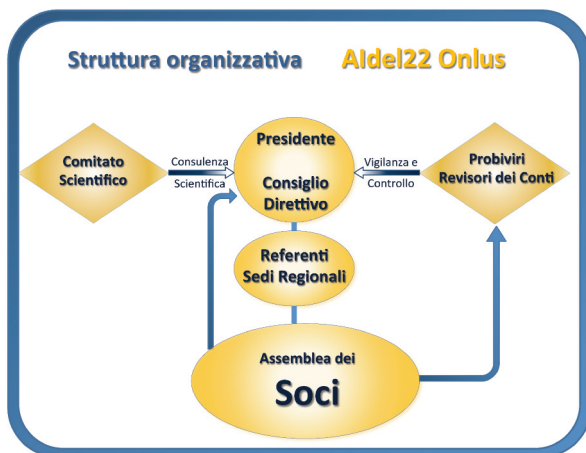 Struttura organizzativa AIdel22 Onlus
Comitato
Scientifico
Consulenza
Scientifica
Presidente
Consiglio
Direttivo
Vigilanza e
Controllo
Probiviri
Revisori dei Conti
Referenti
Sedi Regionali
Assemblea dei
Soci